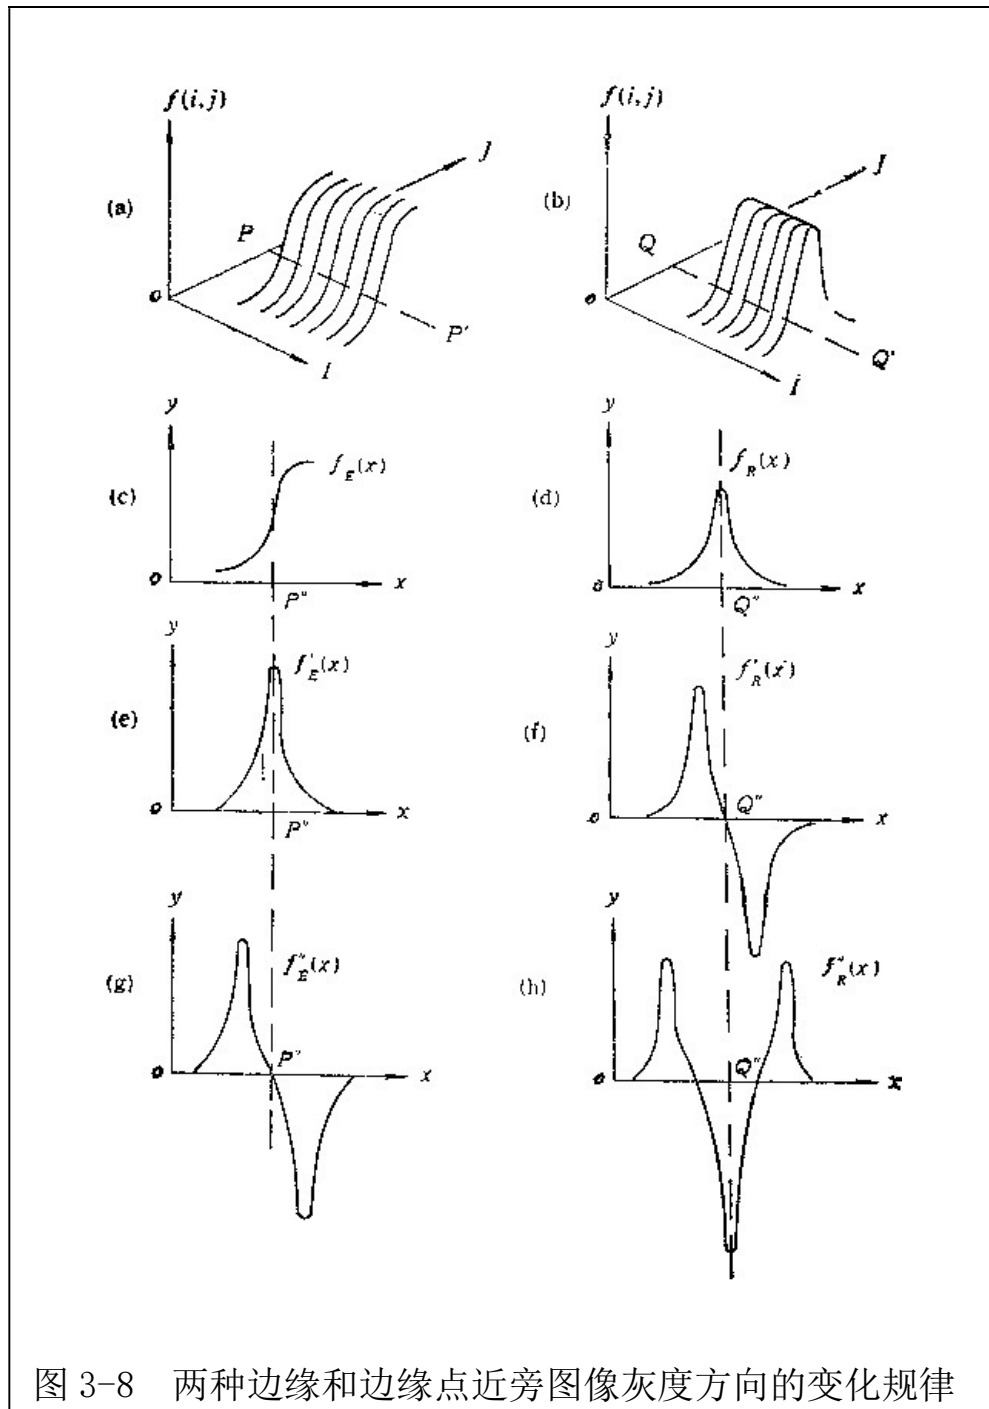 f(i,j)
f(i,j)
J
J
(a)
(b)
P
Q
o
o
P'
Q'
I
i
y
y
f_E(x)
f_R(x)
(c)
(d)
o
x
o
x
P"
Q"
y
y
f'_E(x)
f'_R(x)
(e)
(f)
Q"
o
x
o
x
P"
y
y
f"_E(x)
f"_R(x)
(g)
(h)
P"
Q"
o
x
o
x
图 3-8 两种边缘和边缘点近旁图像灰度方向的变化规律